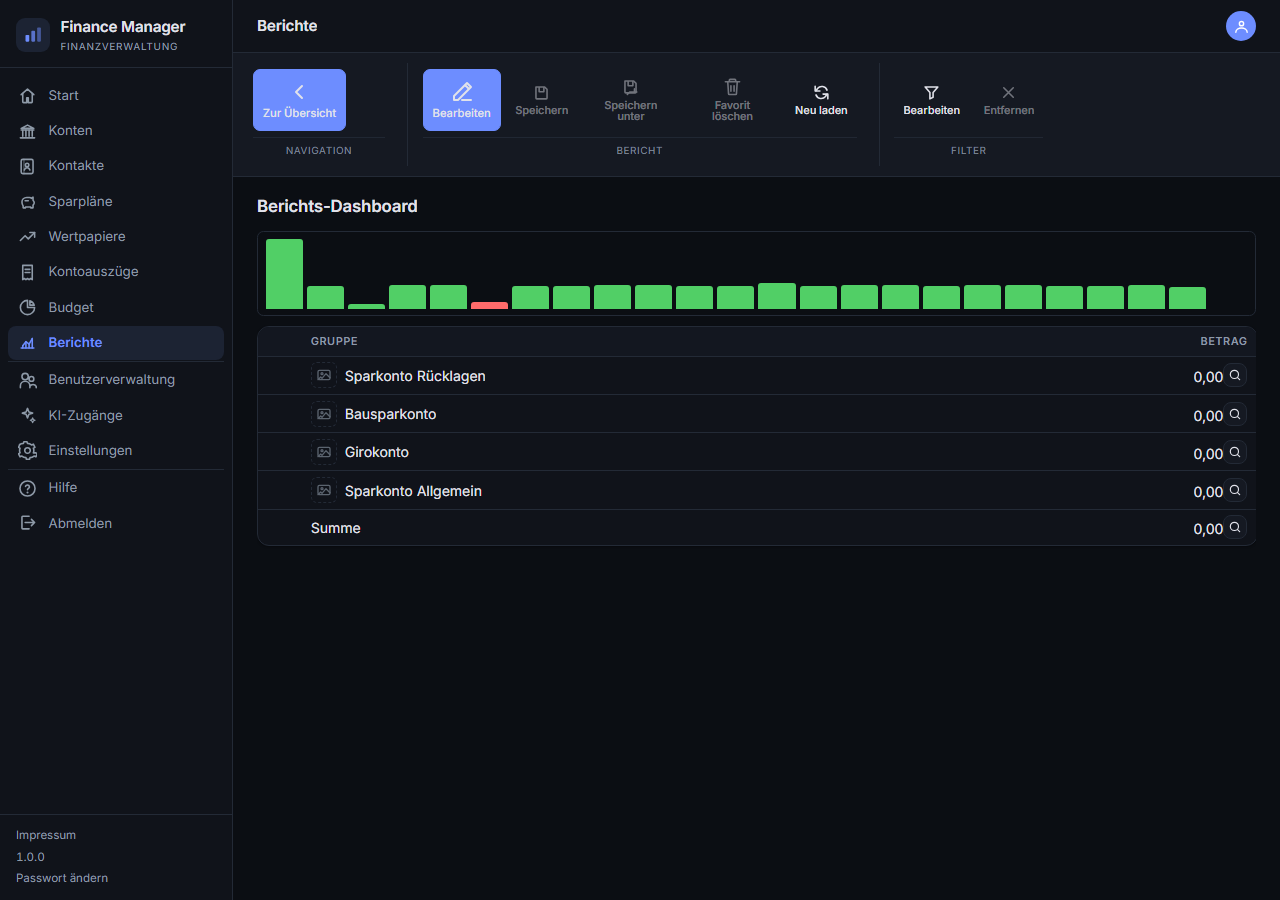 Finance Manager
FINANZVERWALTUNG
Start
Konten
Kontakte
Sparpläne
Wertpapiere
Kontoauszüge
Budget
Berichte
Benutzerverwaltung
KI-Zugänge
Einstellungen
Hilfe
Abmelden
Impressum
1.0.0
Passwort ändern
Berichte
Zur Übersicht
NAVIGATION
Bearbeiten
Speichern
Speichern
unter
Favorit
löschen
Neu laden
BERICHT
Bearbeiten
Entfernen
FILTER
Berichts-Dashboard
GRUPPE BETRAG
Sparkonto Rücklagen 0,00
Bausparkonto 0,00
Girokonto 0,00
Sparkonto Allgemein 0,00
Summe 0,00